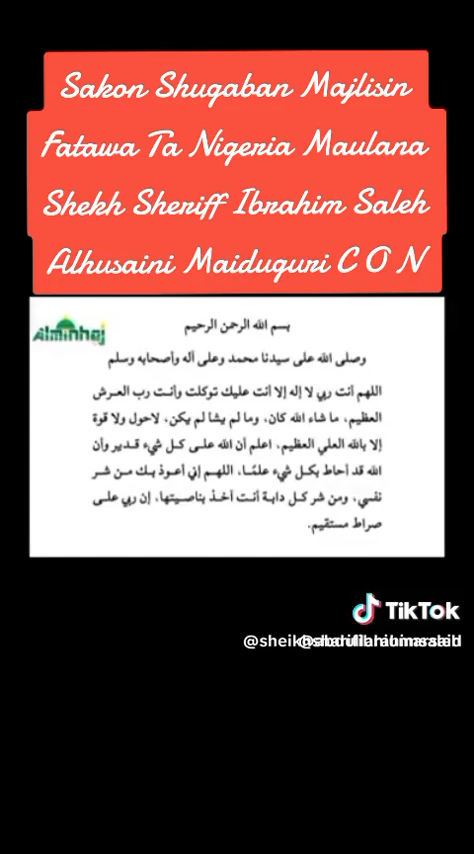 Sakon Shugaban Majlisin
Fatawa Ta Nigeria Maulana
Shekh Sheriff Ibrahim Saleh
Alhusaini Maiduguri C O N
Alminhaj
بسم الله الرحمن الرحيم
وصلى الله على سيدنا محمد وعلى آله وأصحابه وسلم
اللهم أنت ربي لا إله إلا أنت عليك توكلت وأنت رب العرش
العظيم، ما شاء الله كان، وما لم يشأ لم يكن، لاحول ولا قوة
إلا بالله العلي العظيم، اعلم أن الله على كل شيء قدير وأن
الله قد أحاط بكل شيء علمًا، اللهم إني أعوذ بك من شر
نفسي، ومن شر كل دابة أنت آخذ بناصيتها، إن ربي على
صراط مستقيم.
TikTok